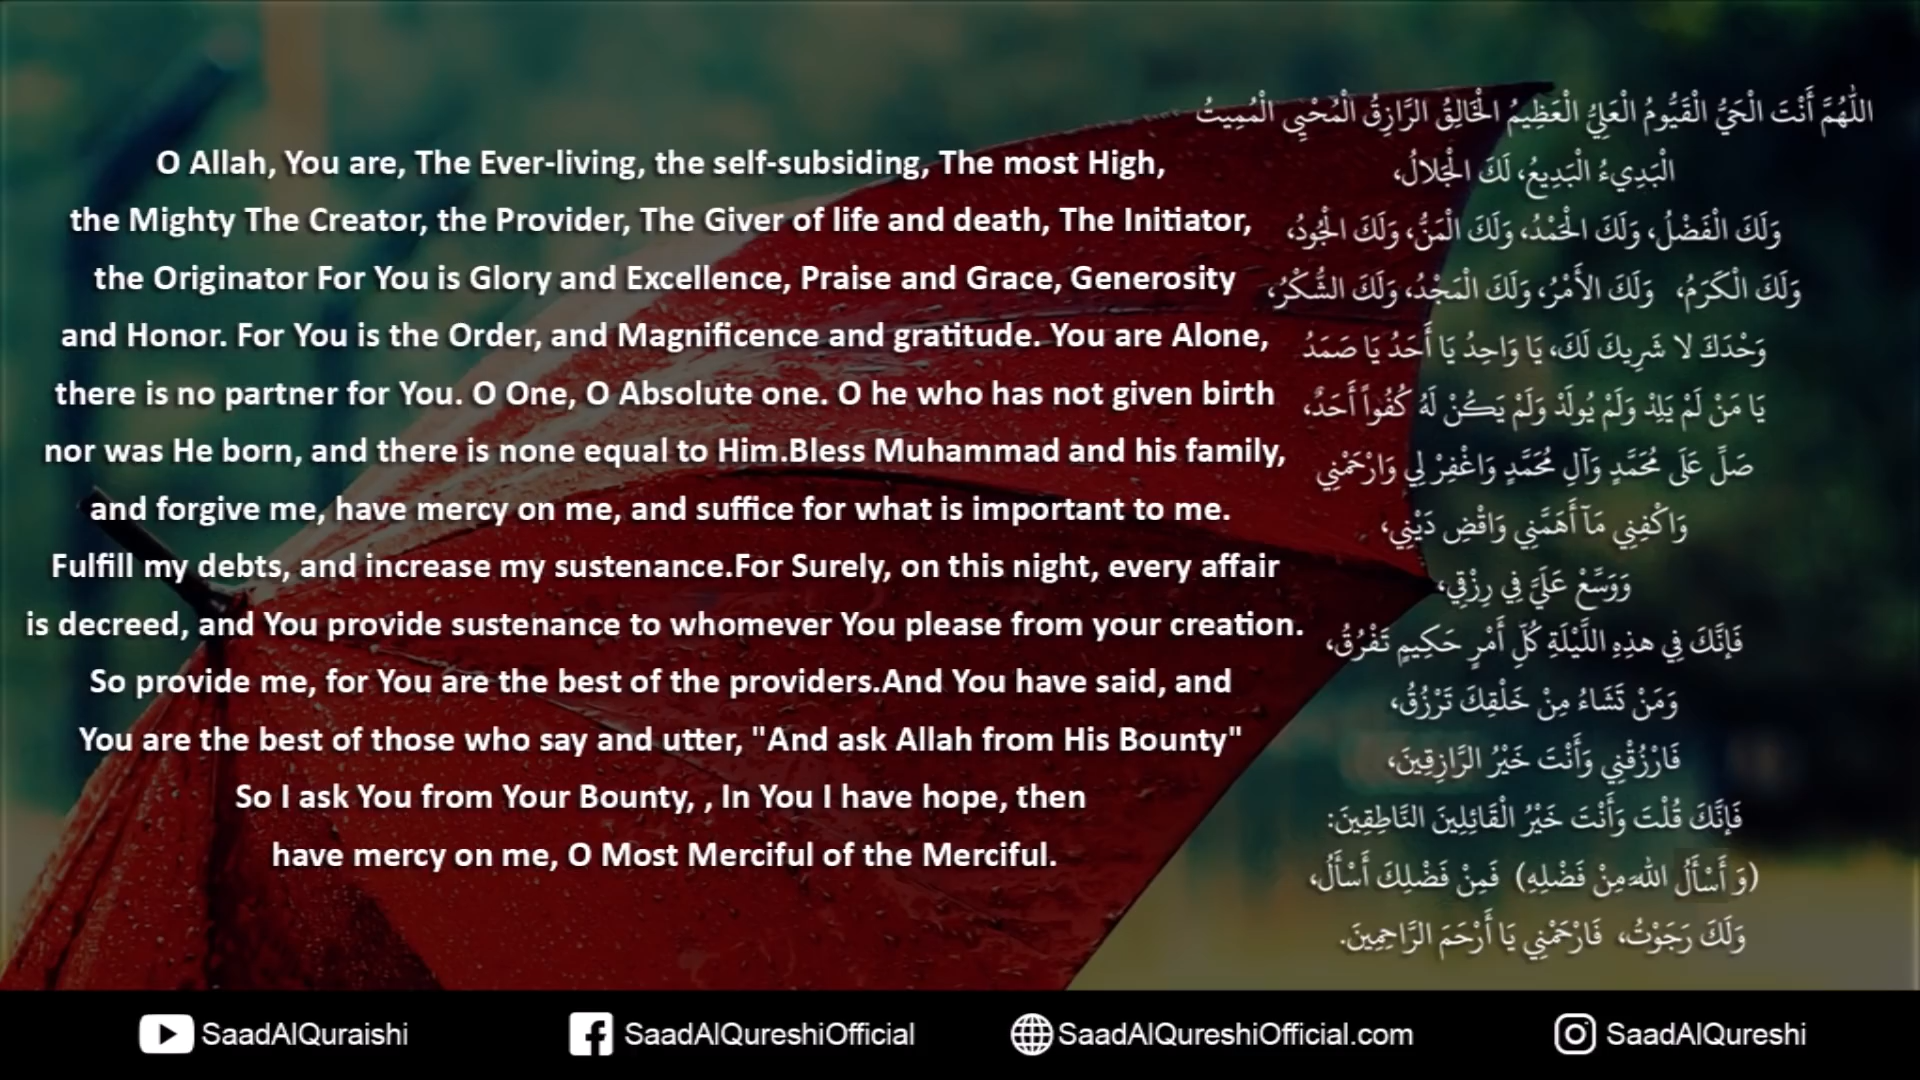 O Allah, You are, The Ever-living, the self-subsiding, The most High,
the Mighty The Creator, the Provider, The Giver of life and death, The Initiator,
the Originator For You is Glory and Excellence, Praise and Grace, Generosity
and Honor. For You is the Order, and Magnificence and gratitude. You are Alone,
there is no partner for You. O One, O Absolute one. O he who has not given birth
nor was He born, and there is none equal to Him.Bless Muhammad and his family,
and forgive me, have mercy on me, and suffice for what is important to me.
Fulfill my debts, and increase my sustenance.For Surely, on this night, every affair
is decreed, and You provide sustenance to whomever You please from your creation.
So provide me, for You are the best of the providers.And You have said, and
You are the best of those who say and utter, "And ask Allah from His Bounty"
So I ask You from Your Bounty, , In You I have hope, then
have mercy on me, O Most Merciful of the Merciful.
اللّٰهُمَّ أَنْتَ الْحَيُّ الْقَيُّومُ الْعَلِيُّ الْعَظِيمُ الْخَالِقُ الرَّازِقُ الْمُحْيِى الْمُمِيتُ
الْبَدِيءُ الْبَدِيعُ، لَكَ الْجَلالُ،
وَلَكَ الْفَضْلُ، وَلَكَ الْحَمْدُ، وَلَكَ الْمَنُّ، وَلَكَ الْجُودُ،
وَلَكَ الْكَرَمُ، وَلَكَ الأَمْرُ، وَلَكَ الْمَجْدُ، وَلَكَ الشُّكْرُ،
وَحْدَكَ لا شَرِيكَ لَكَ، يَا وَاحِدُ يَا أَحَدُ يَا صَمَدُ
يَا مَنْ لَمْ يَلِدْ وَلَمْ يُولَدْ وَلَمْ يَكُنْ لَهُ كُفُواً أَحَدٌ،
صَلِّ عَلَى مُحَمَّدٍ وَآلِ مُحَمَّدٍ وَاغْفِرْ لِي وَارْحَمْنِي
وَاكْفِنِي مَآ أَهَمَّنِي وَاقْضِ دَيْنِي،
وَوَسِّعْ عَلَيَّ فِي رِزْقِي،
فَإنَّكَ فِي هذِهِ اللَّيْلَةِ كُلَّ أَمْرٍ حَكِيمٍ تَفْرُقُ،
وَمَنْ تَشَاءُ مِنْ خَلْقِكَ تَرْزُقُ،
فَارْزُقْنِي وَأَنْتَ خَيْرُ الرَّازِقِينَ،
فَإنَّكَ قُلْتَ وَأَنْتَ خَيْرُ الْقَائِلِينَ النَّاطِقِينَ:
(وَ أَسْأَلُ اللهَ مِنْ فَضْلِهِ) فَمِنْ فَضْلِكَ أَسْأَلُ،
وَلَكَ رَجَوْتُ، فَارْحَمْنِي يَا أَرْحَمَ الرَّاحِمِينَ.
SaadAlQuraishi
SaadAlQureshiOfficial
SaadAlQureshiOfficial.com
SaadAlQureshi